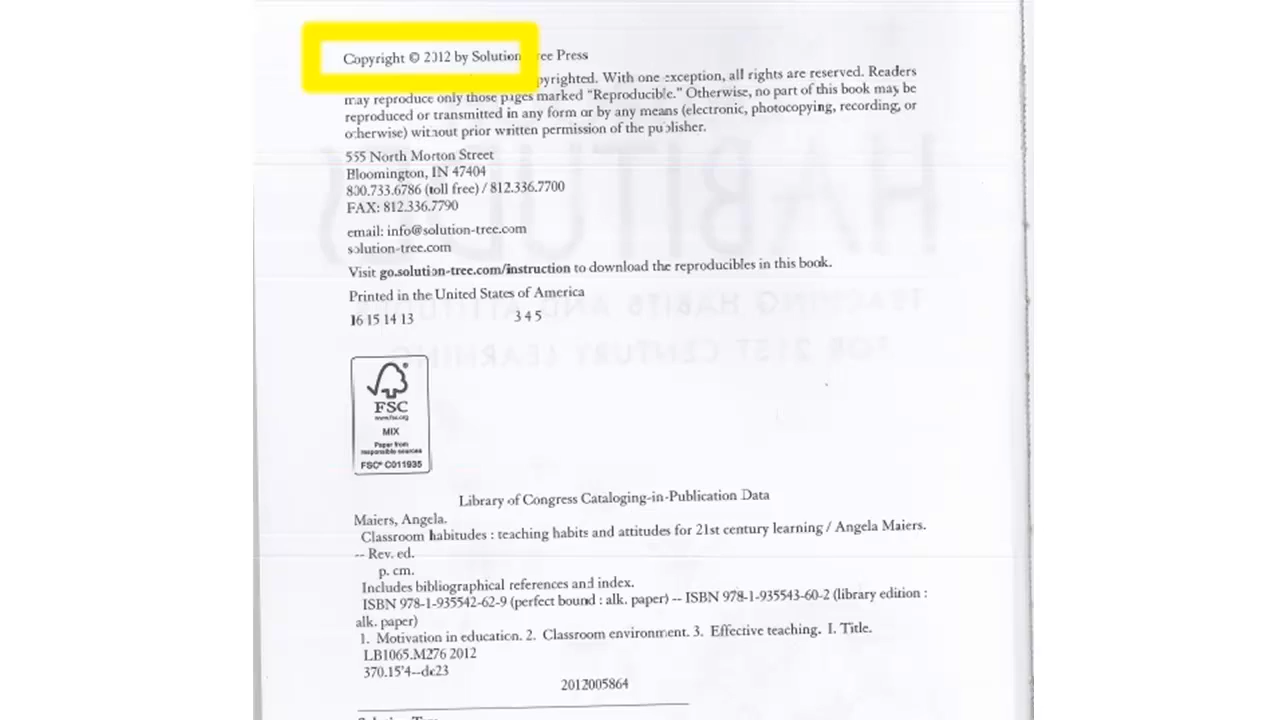 Copyright © 2012 by Solution Tree Press
pyrighted. With one exception, all rights are reserved. Readers
may reproduce only those pages marked “Reproducible.” Otherwise, no part of this book may be
reproduced or transmitted in any form or by any means (electronic, photocopying, recording, or
otherwise) without prior written permission of the publisher.
555 North Morton Street
Bloomington, IN 47404
800.733.6786 (toll free) / 812.336.7700
FAX: 812.336.7790
email: info@solution-tree.com
solution-tree.com
Visit go.solution-tree.com/instruction to download the reproducibles in this book.
Printed in the United States of America
16 15 14 13 3 4 5
FSC
www.fsc.org
MIX
Paper from
responsible sources
FSC® C011935
Library of Congress Cataloging-in-Publication Data
Maiers, Angela.
Classroom habitudes : teaching habits and attitudes for 21st century learning / Angela Maiers.
-- Rev. ed.
p. cm.
Includes bibliographical references and index.
ISBN 978-1-935542-62-9 (perfect bound : alk. paper) -- ISBN 978-1-935543-60-2 (library edition :
alk. paper)
1. Motivation in education. 2. Classroom environment. 3. Effective teaching. I. Title.
LB1065.M276 2012
370.15'4--dc23
2012005864